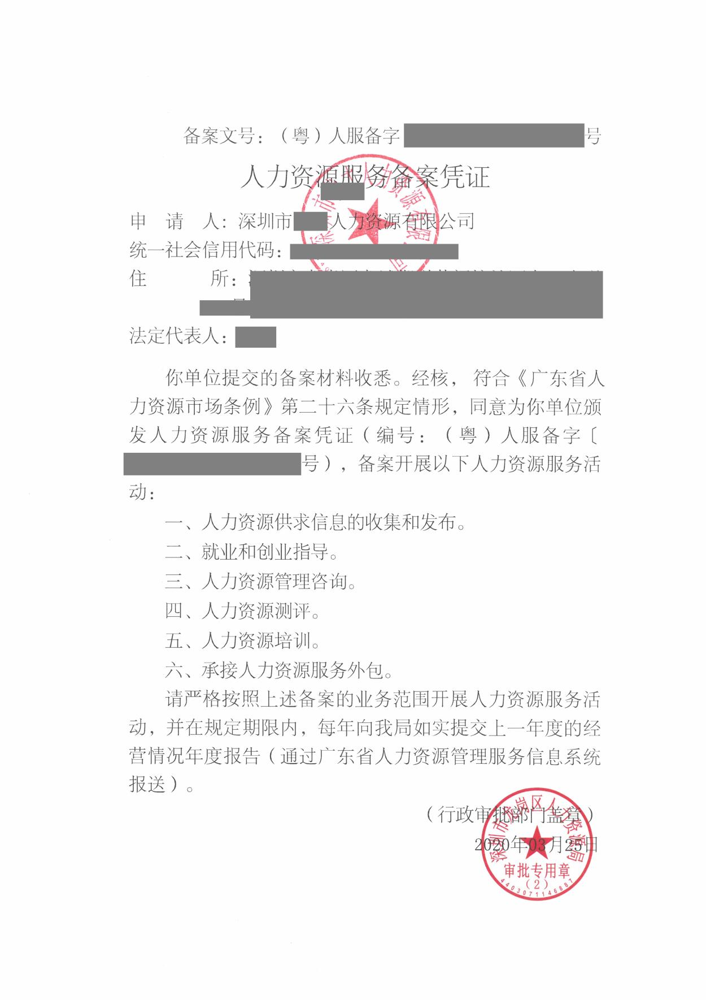 备案文号：（粤）人服备字 号
人力资源服务备案凭证
申 请 人：深圳市 人力资源有限公司
统一社会信用代码：
住 所：
法定代表人：
你单位提交的备案材料收悉。经核， 符合《广东省人
力资源市场条例》第二十六条规定情形，同意为你单位颁
发人力资源服务备案凭证（编号：（粤）人服备字〔
号），备案开展以下人力资源服务活
动：
一、人力资源供求信息的收集和发布。
二、就业和创业指导。
三、人力资源管理咨询。
四、人力资源测评。
五、人力资源培训。
六、承接人力资源服务外包。
请严格按照上述备案的业务范围开展人力资源服务活
动，并在规定期限内，每年向我局如实提交上一年度的经
营情况年度报告（通过广东省人力资源管理服务信息系统
报送）。
（行政审批部门盖章）
2020年03月25日
深圳市龙岗区人力资源局
审批专用章
（2）
4403071146887